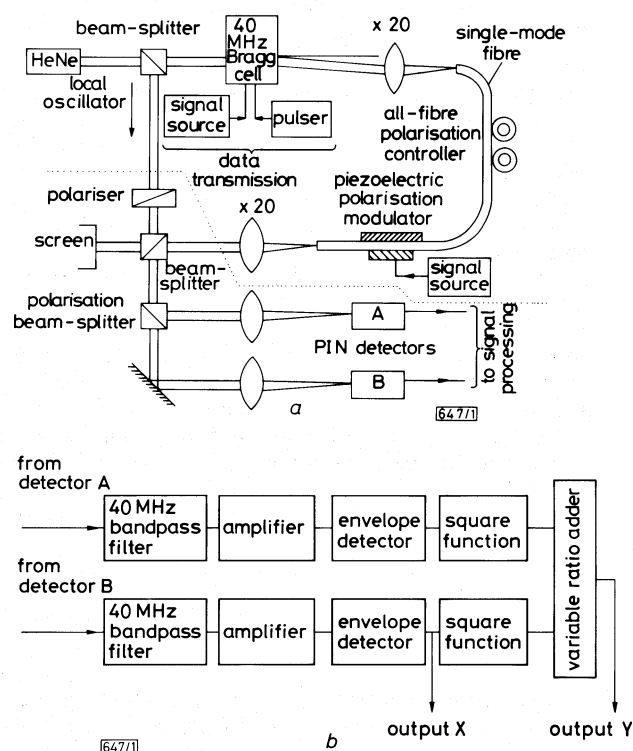 beam-splitter
HeNe
40
MHz
Bragg
cell
x 20
single-mode
fibre
local
oscillator
signal
source
pulser
data
transmission
all-fibre
polarisation
controller
polariser
piezoelectric
polarisation
modulator
x 20
screen
beam-
splitter
signal
source
polarisation
beam-splitter
A
PIN detectors
B
to signal
processing
a
647/1
from
detector A
40 MHz
bandpass
filter
amplifier
envelope
detector
square
function
variable ratio adder
from
detector B
40 MHz
bandpass
filter
amplifier
envelope
detector
square
function
output X
output Y
647/1
b